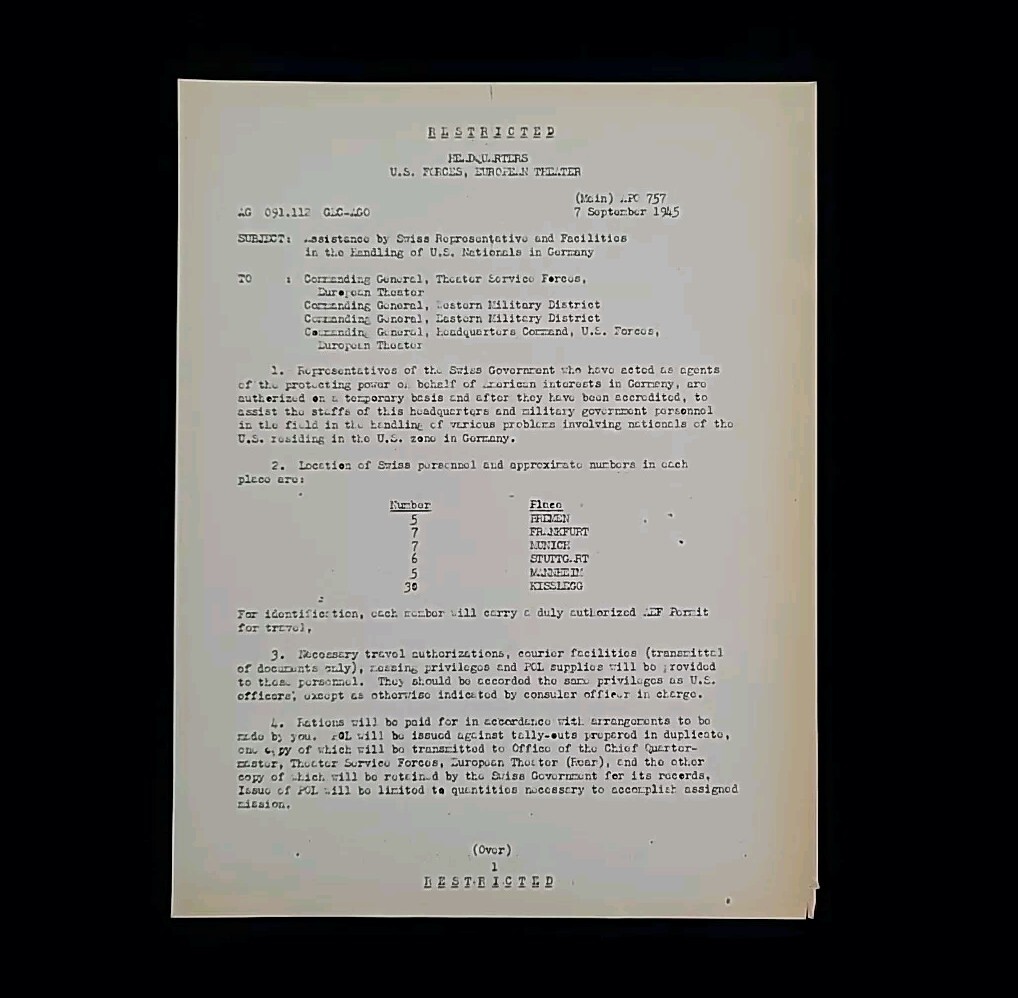 RESTRICTED
HEADQUARTERS
U.S. FORCES, EUROPEAN THEATER
(Main) APO 757
AG 091.112 GEC-AGO 7 September 1945
SUBJECT: Assistance by Swiss Representative and Facilities
in the Handling of U.S. Nationals in Germany
TO : Commanding General, Theater Service Forces,
European Theater
Commanding General, Western Military District
Commanding General, Eastern Military District
Commanding General, Headquarters Command, U.S. Forces,
European Theater
1. Representatives of the Swiss Government who have acted as agents
of the protecting power on behalf of American interests in Germany, are
authorized on a temporary basis and after they have been accredited, to
assist the staffs of this headquarters and military government personnel
in the field in the handling of various problems involving nationals of the
U.S. residing in the U.S. zone in Germany.
2. Location of Swiss personnel and approximate numbers in each
place are:
Number Place
5 BREMEN
7 FRANKFURT
7 MUNICH
6 STUTTGART
5 MANNHEIM
30 KISSLEGG
For identification, each member will carry a duly authorized AEF Permit
for travel,
3. Necessary travel authorizations, courier facilities (transmittal
of documents only), messing privileges and POL supplies will be provided
to these personnel. They should be accorded the same privileges as U.S.
officers, except as otherwise indicated by consular officer in charge.
4. Rations will be paid for in accordance with arrangements to be
made by you. POL will be issued against tally-outs prepared in duplicate,
one copy of which will be transmitted to Office of the Chief Quarter-
master, Theater Service Forces, European Theater (Rear), and the other
copy of which will be retained by the Swiss Government for its records.
Issue of POL will be limited to quantities necessary to accomplish assigned
mission.
(Over)
1
RESTRICTED